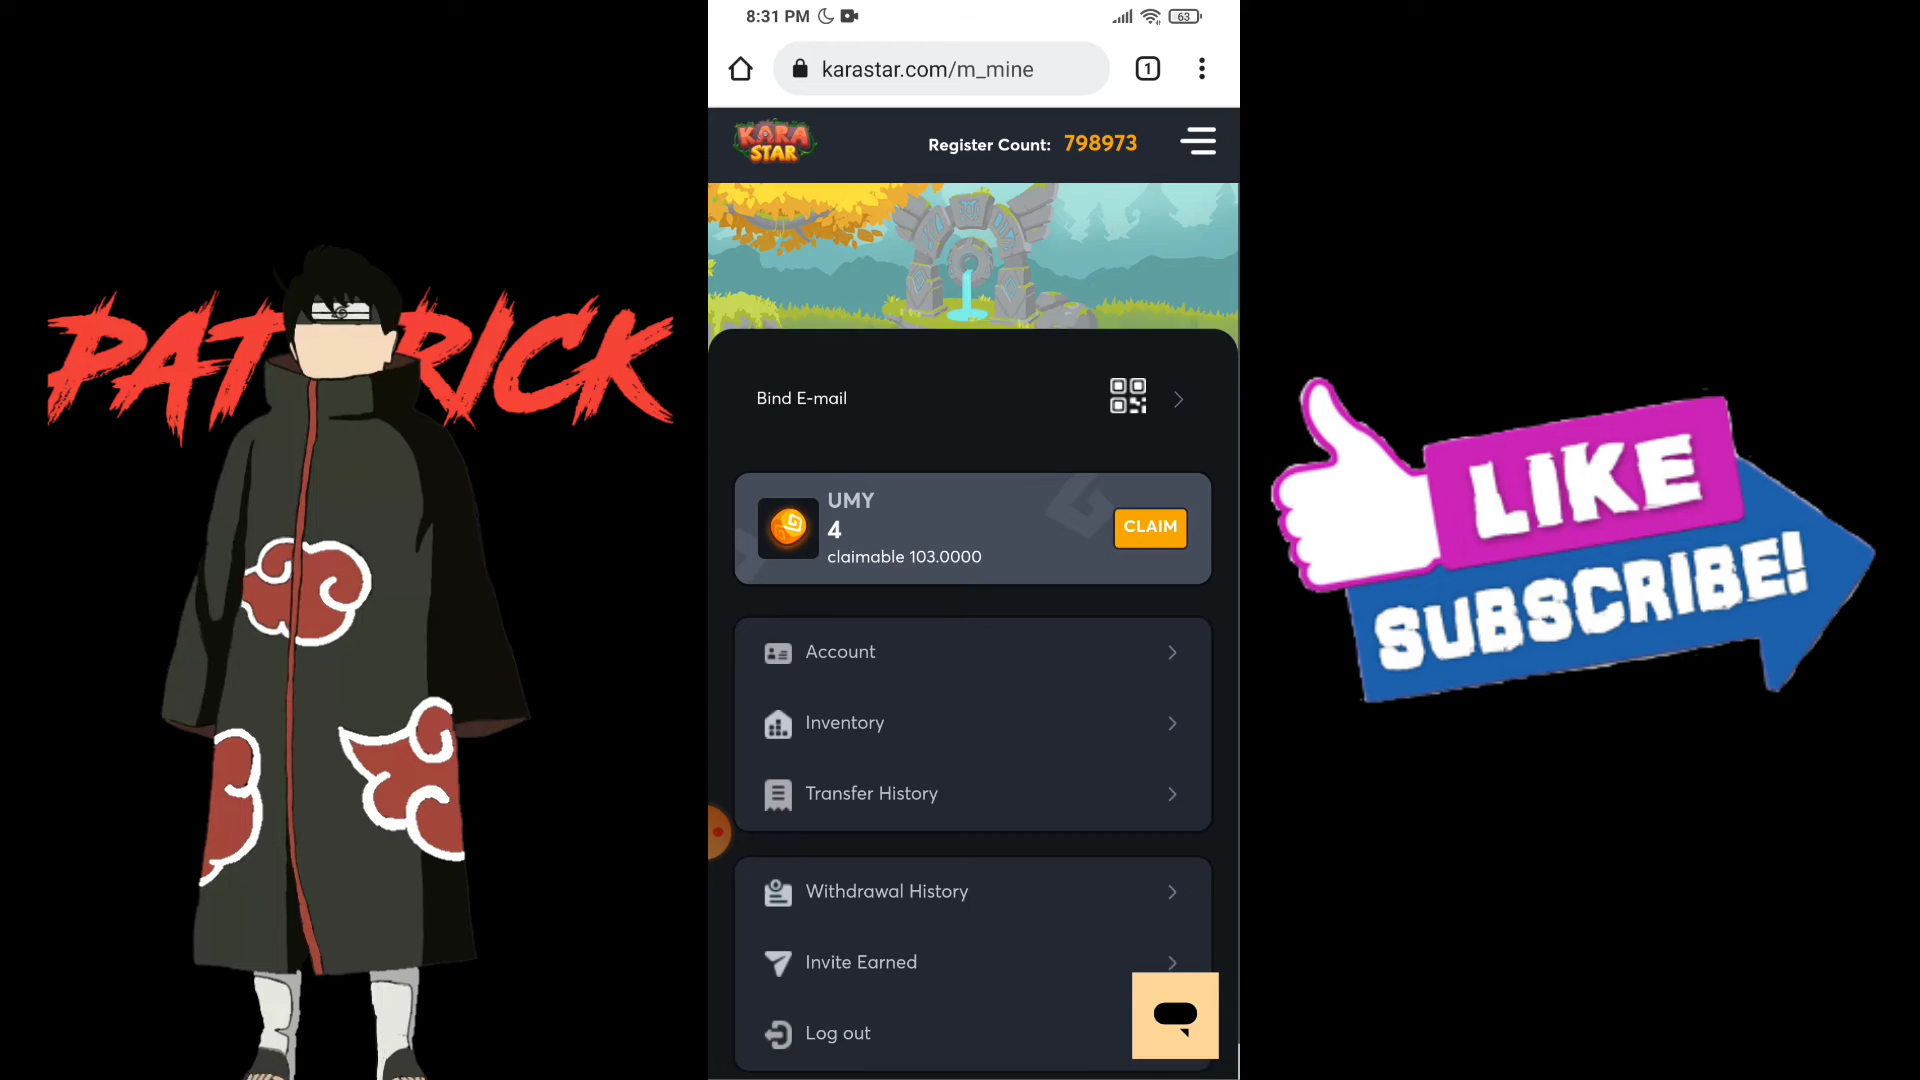 8:31 PM
63
karastar.com/m_mine
1
KARA
STAR
Register Count: 798973
PATRICK
Bind E-mail
UMY
4
claimable 103.0000
CLAIM
Account
Inventory
Transfer History
Withdrawal History
Invite Earned
Log out
LIKE
SUBSCRIBE!